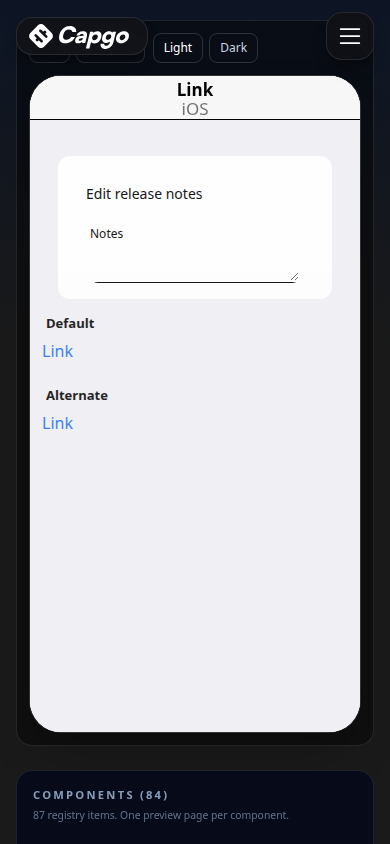 Capgo
Light
Dark
Link
iOS
Edit release notes
Notes
Default
Link
Alternate
Link
COMPONENTS (84)
87 registry items. One preview page per component.